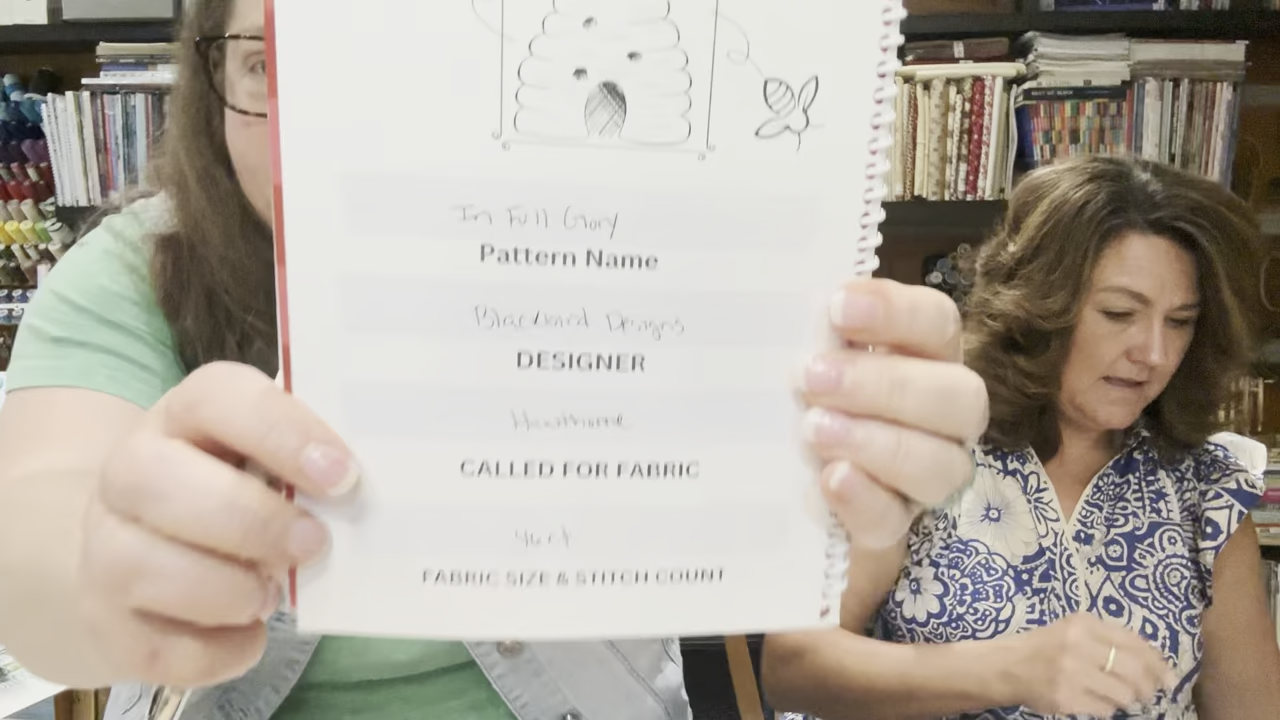 In Full Glory
Pattern Name
Blackbird Designs
DESIGNER
Hawthorne
CALLED FOR FABRIC
FABRIC SIZE & STITCH COUNT